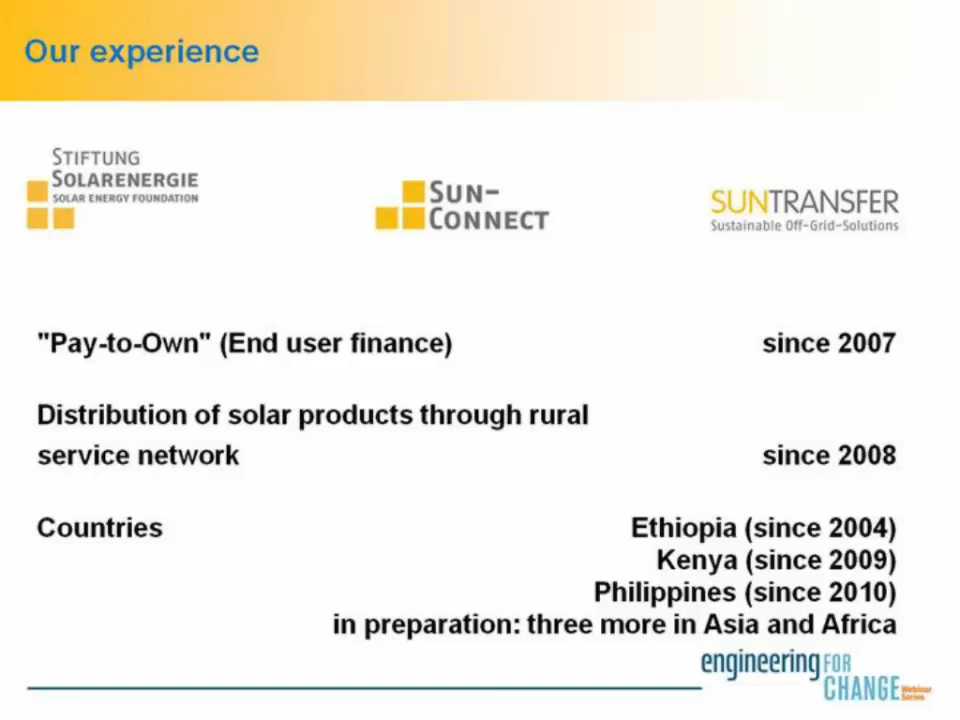 Our experience
STIFTUNG
SOLARENERGIE
SOLAR ENERGY FOUNDATION
SUN-
CONNECT
SUNTRANSFER
Sustainable Off-Grid-Solutions
"Pay-to-Own" (End user finance) since 2007
Distribution of solar products through rural
service network since 2008
Countries Ethiopia (since 2004)
Kenya (since 2009)
Philippines (since 2010)
in preparation: three more in Asia and Africa
engineering FOR
CHANGE Webinar
Series